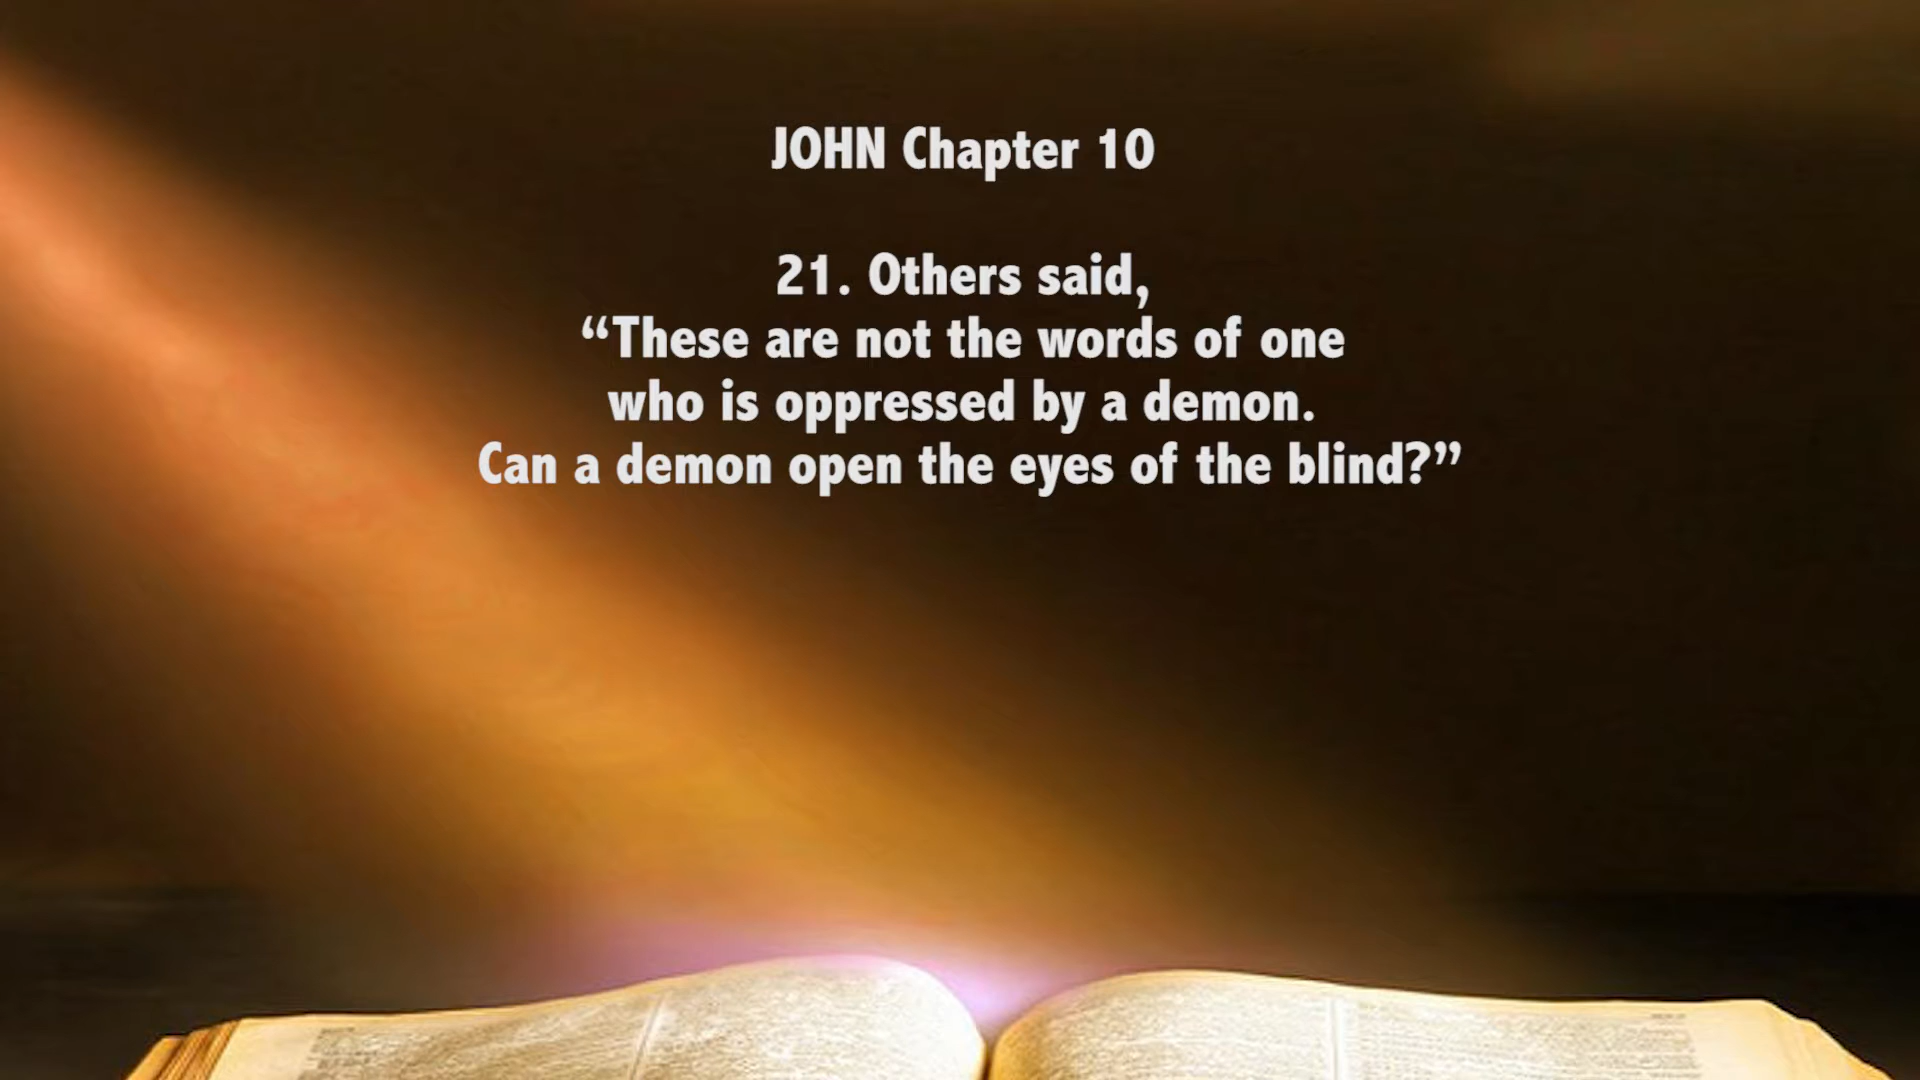 JOHN Chapter 10
21. Others said,
“These are not the words of one
who is oppressed by a demon.
Can a demon open the eyes of the blind?”